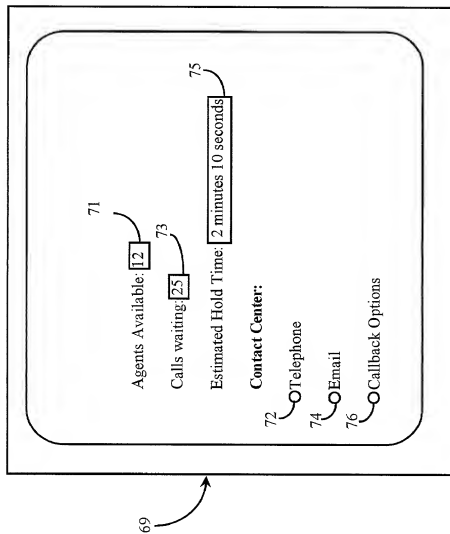 71
Agents Available: 12
73
Calls waiting: 25
75
Estimated Hold Time: 2 minutes 10 seconds
Contact Center:
72 Telephone
74 Email
76 Callback Options
69